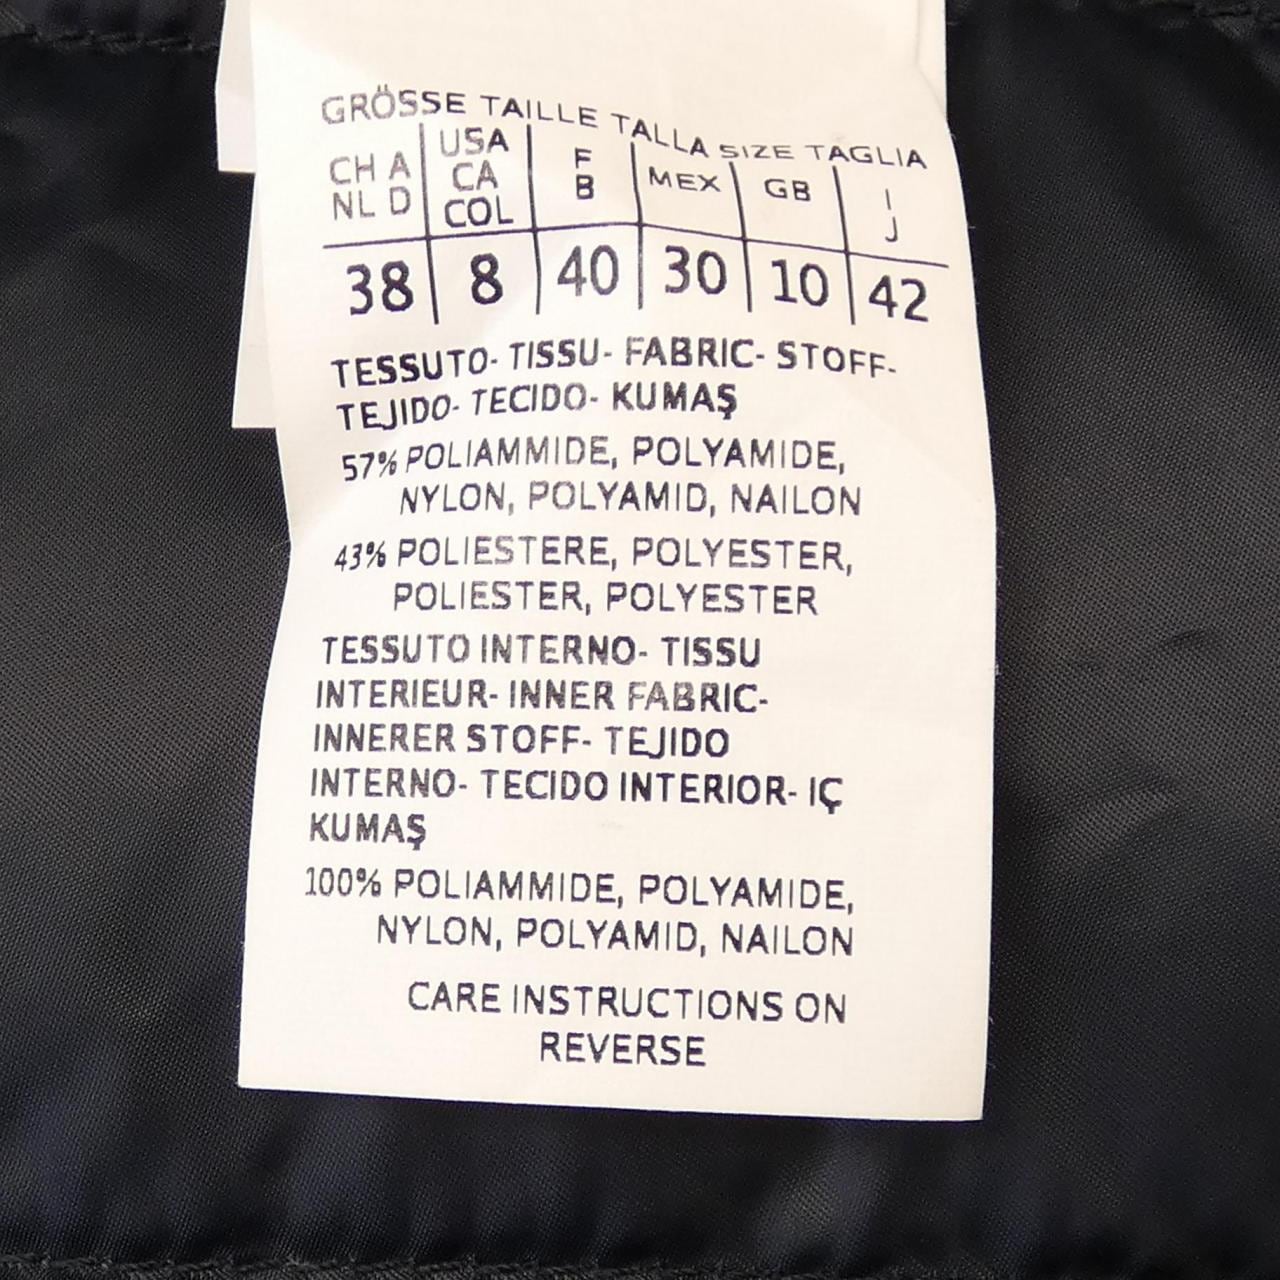 GRÖSSE TAILLE TALLA SIZE TAGLIA
CH A NL D | USA CA COL | F B | MEX | GB | I J
38 | 8 | 40 | 30 | 10 | 42
TESSUTO- TISSU- FABRIC- STOFF-
TEJIDO- TECIDO- KUMAŞ
57% POLIAMMIDE, POLYAMIDE,
NYLON, POLYAMID, NAILON
43% POLIESTERE, POLYESTER,
POLIESTER, POLYESTER
TESSUTO INTERNO- TISSU
INTERIEUR- INNER FABRIC-
INNERER STOFF- TEJIDO
INTERNO- TECIDO INTERIOR- IÇ
KUMAŞ
100% POLIAMMIDE, POLYAMIDE,
NYLON, POLYAMID, NAILON
CARE INSTRUCTIONS ON
REVERSE